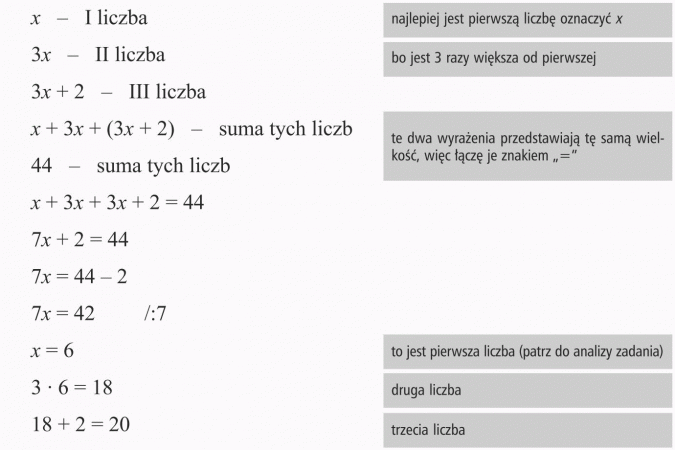 x – I liczba
najlepiej jest pierwszą liczbę oznaczyć x
3x – II liczba
bo jest 3 razy większa od pierwszej
3x + 2 – III liczba
x + 3x + (3x + 2) – suma tych liczb
te dwa wyrażenia przedstawiają tę samą wiel-
kość, więc łączę je znakiem „=”
44 – suma tych liczb
x + 3x + 3x + 2 = 44
7x + 2 = 44
7x = 44 – 2
7x = 42 /:7
x = 6
to jest pierwsza liczba (patrz do analizy zadania)
3 · 6 = 18
druga liczba
18 + 2 = 20
trzecia liczba